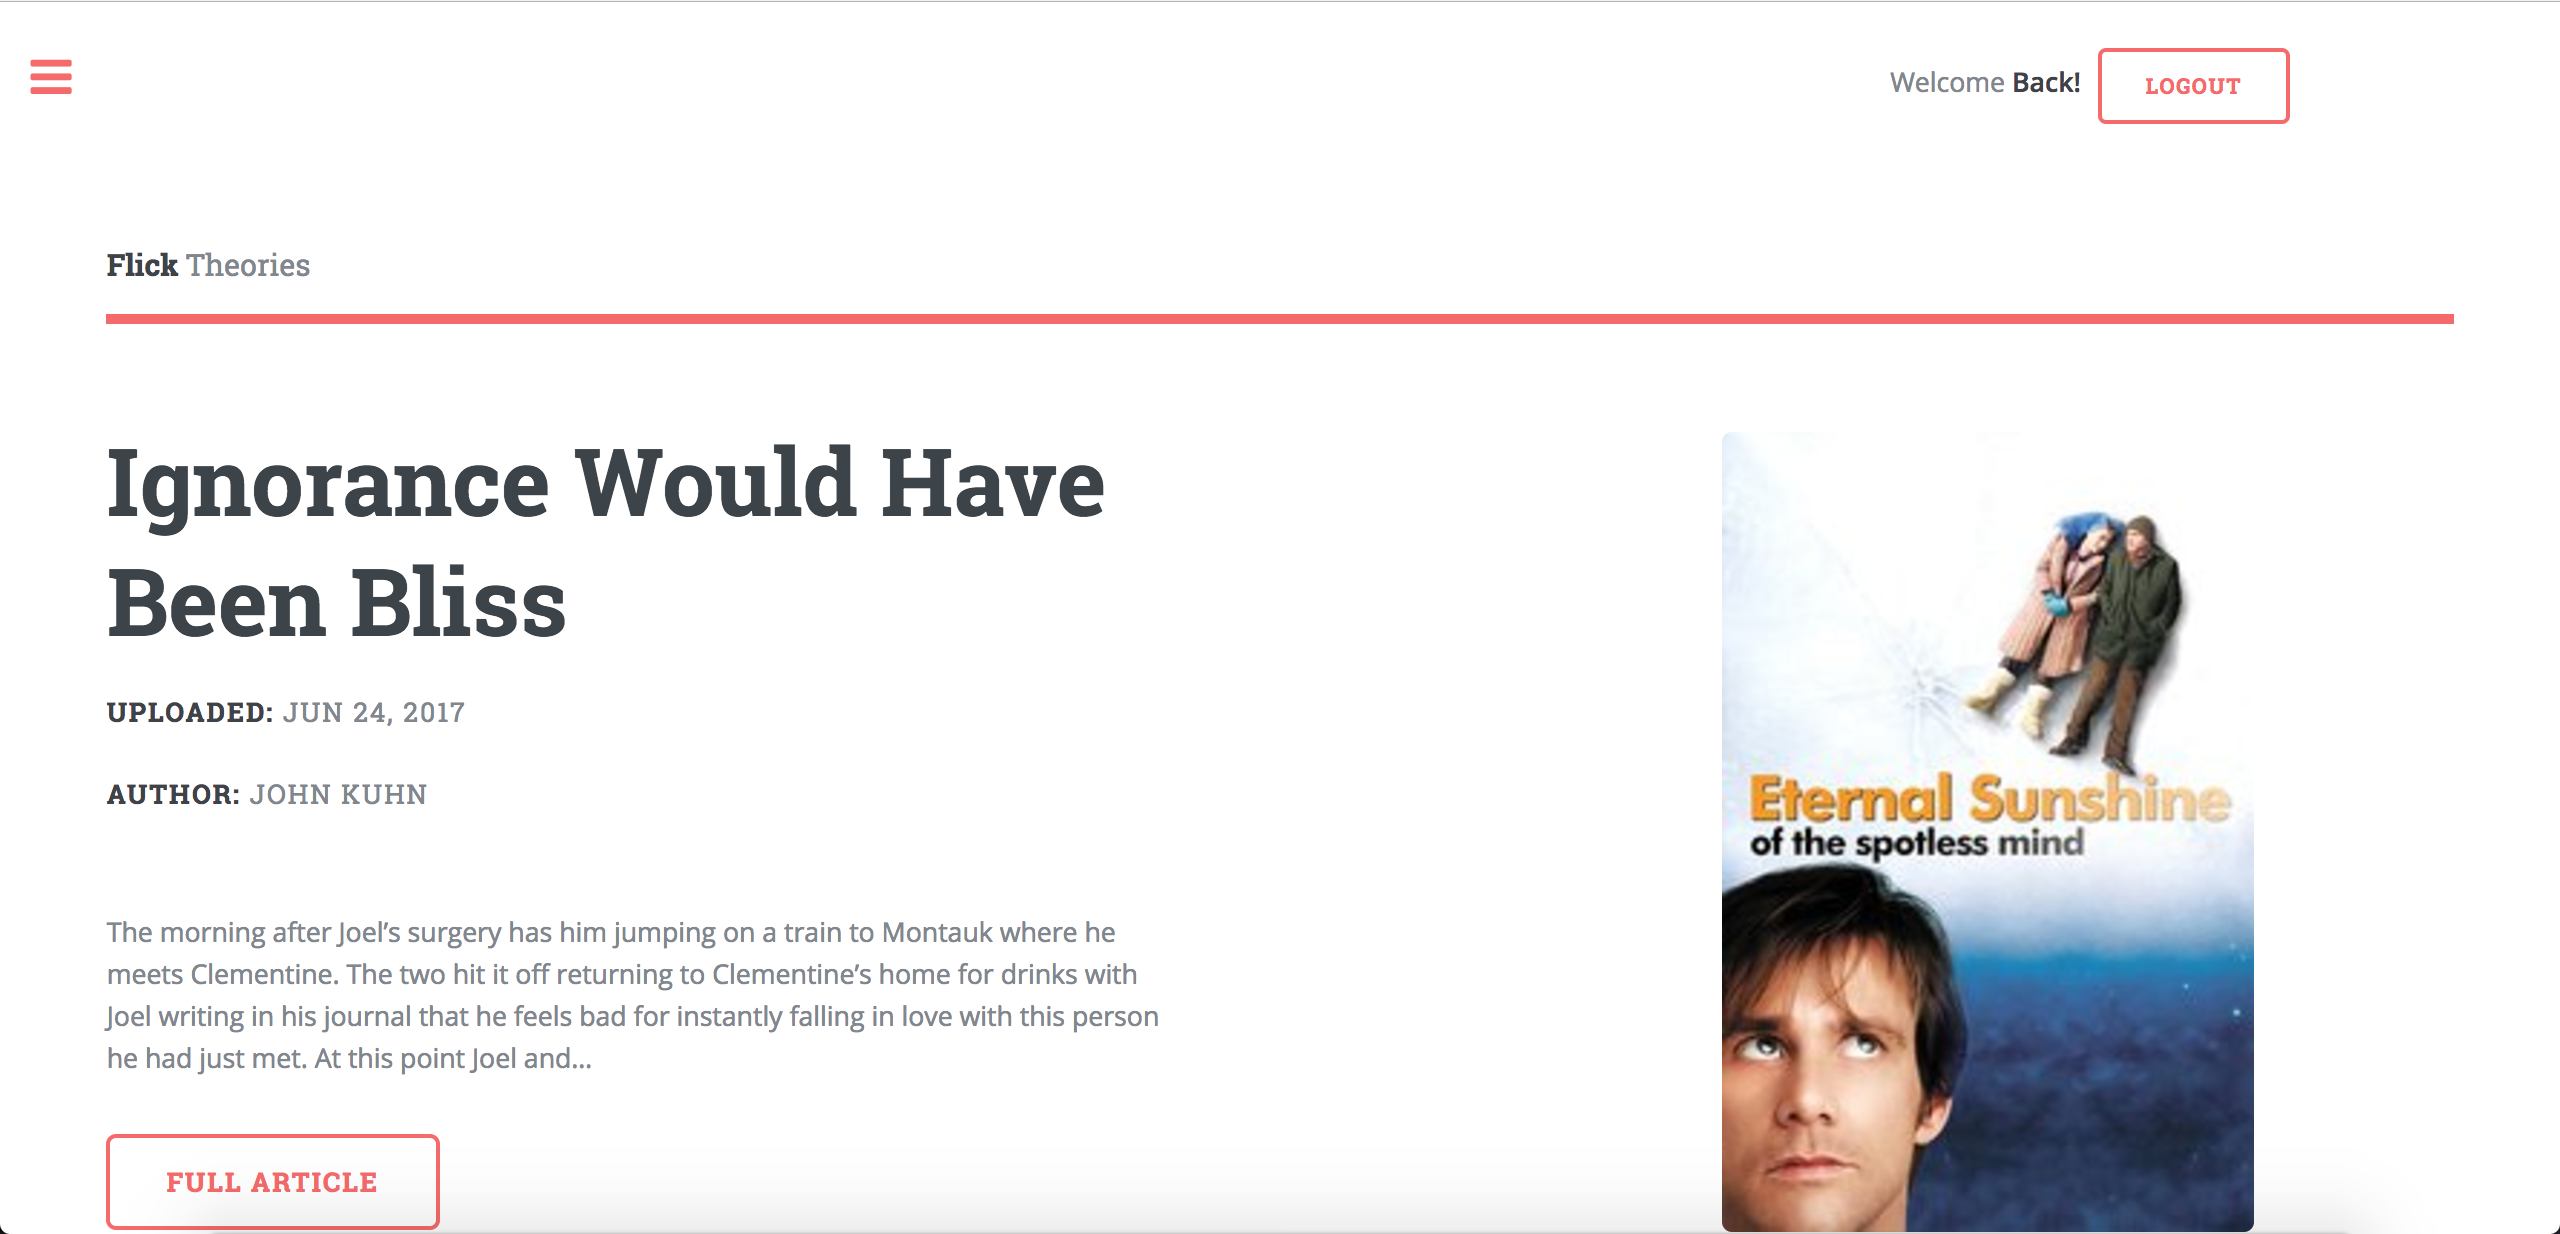 Welcome Back!
LOGOUT
Flick Theories
Ignorance Would Have
Been Bliss
UPLOADED: JUN 24, 2017
AUTHOR: JOHN KUHN
The morning after Joel’s surgery has him jumping on a train to Montauk where he
meets Clementine. The two hit it off returning to Clementine’s home for drinks with
Joel writing in his journal that he feels bad for instantly falling in love with this person
he had just met. At this point Joel and...
FULL ARTICLE
Eternal Sunshine
of the spotless mind